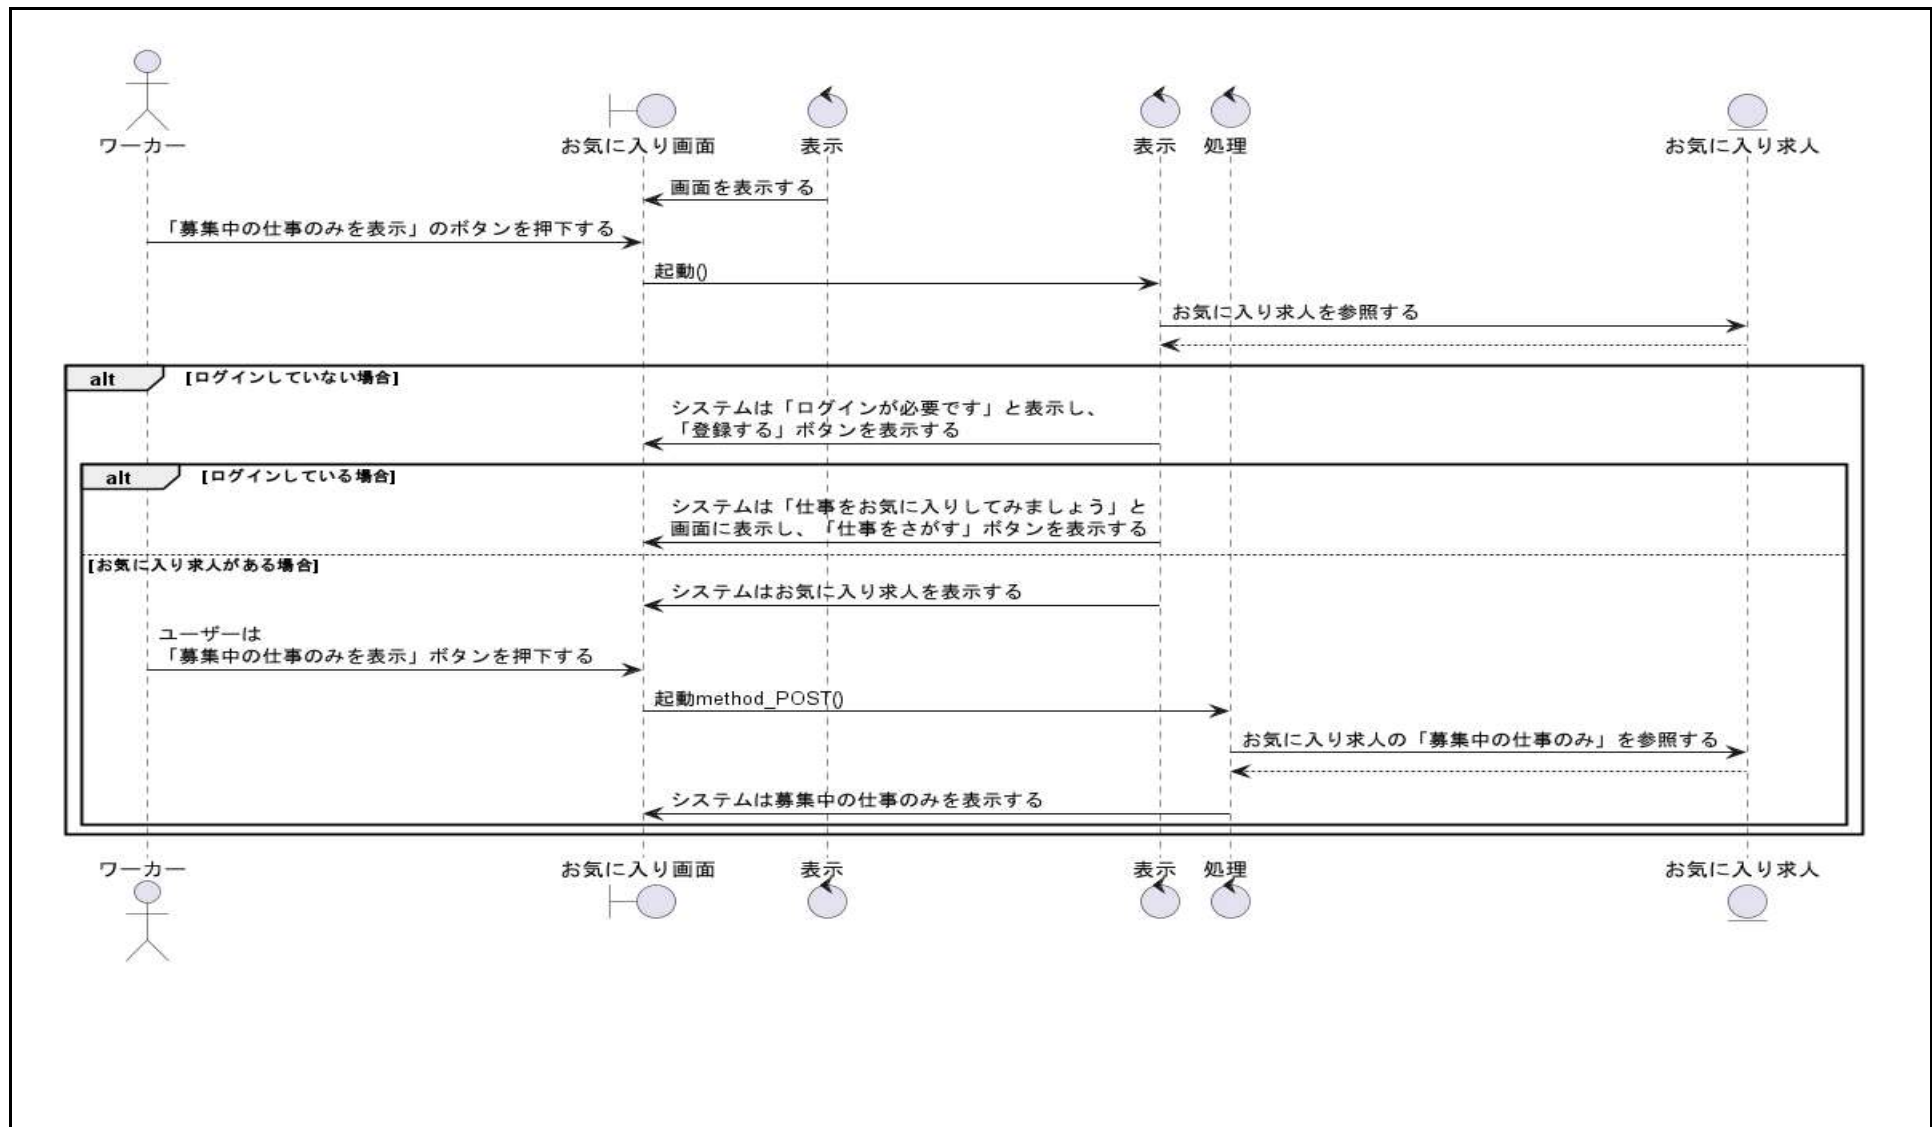 ワーカー
お気に入り画面
表示
表示
処理
お気に入り求人
画面を表示する
「募集中の仕事のみを表示」のボタンを押下する
起動()
お気に入り求人を参照する
alt
[ログインしていない場合]
システムは「ログインが必要です」と表示し、
「登録する」ボタンを表示する
alt
[ログインしている場合]
システムは「仕事をお気に入りしてみましょう」と
画面に表示し、「仕事をさがす」ボタンを表示する
[お気に入り求人がある場合]
システムはお気に入り求人を表示する
ユーザーは
「募集中の仕事のみを表示」ボタンを押下する
起動method_POST()
お気に入り求人の「募集中の仕事のみ」を参照する
システムは募集中の仕事のみを表示する
ワーカー
お気に入り画面
表示
表示
処理
お気に入り求人